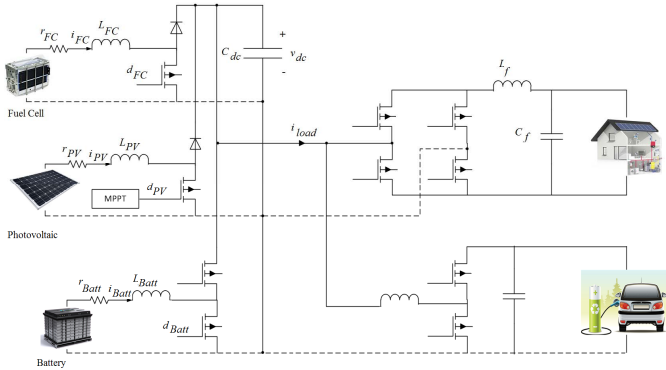 r_FC i_FC L_FC
d_FC
C_dc
+
v_dc
-
Fuel Cell
r_PV i_PV L_PV
MPPT
d_PV
Photovoltaic
i_load
L_f
C_f
r_Batt i_Batt L_Batt
d_Batt
Battery